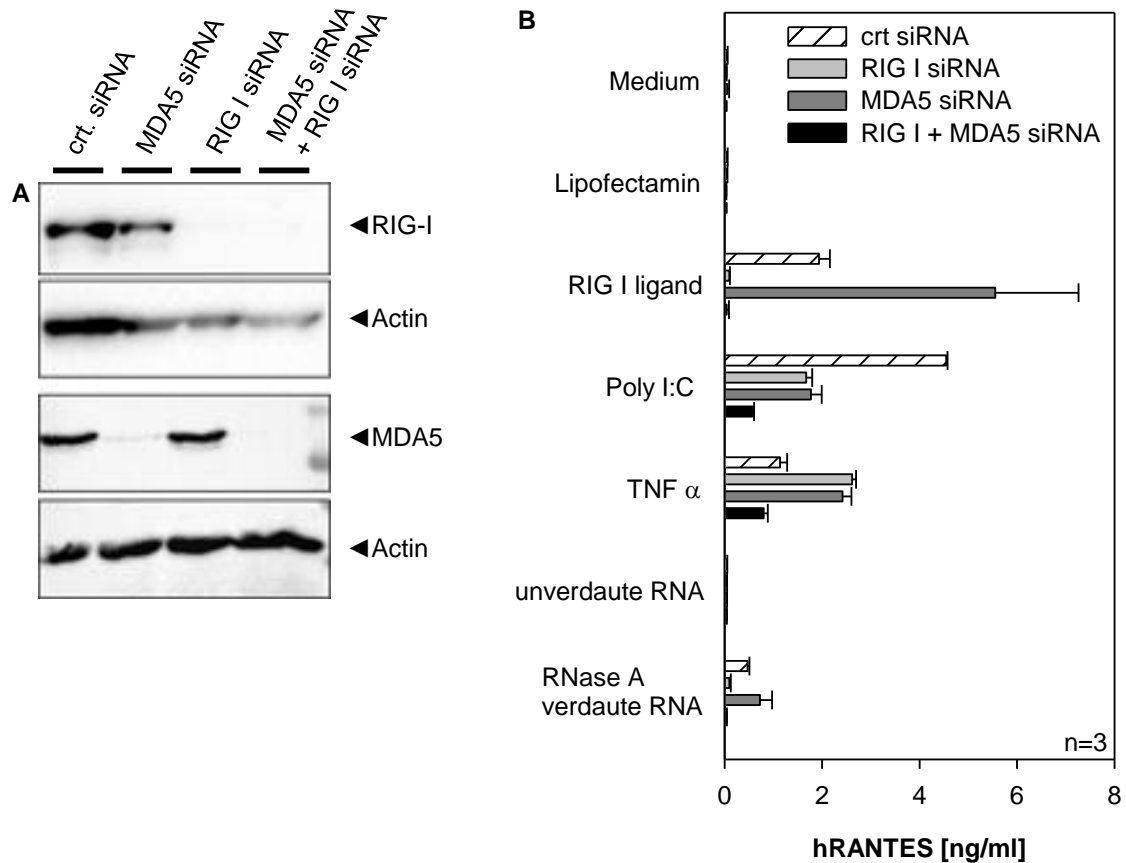 A
crt. siRNA
MDA5 siRNA
RIG I siRNA
MDA5 siRNA
+ RIG I siRNA
◄RIG-I
◄Actin
◄MDA5
◄Actin
B
crt siRNA
RIG I siRNA
MDA5 siRNA
RIG I + MDA5 siRNA
Medium
Lipofectamin
RIG I ligand
Poly I:C
TNF α
unverdaute RNA
RNase A
verdaute RNA
n=3
0 2 4 6 8
hRANTES [ng/ml]